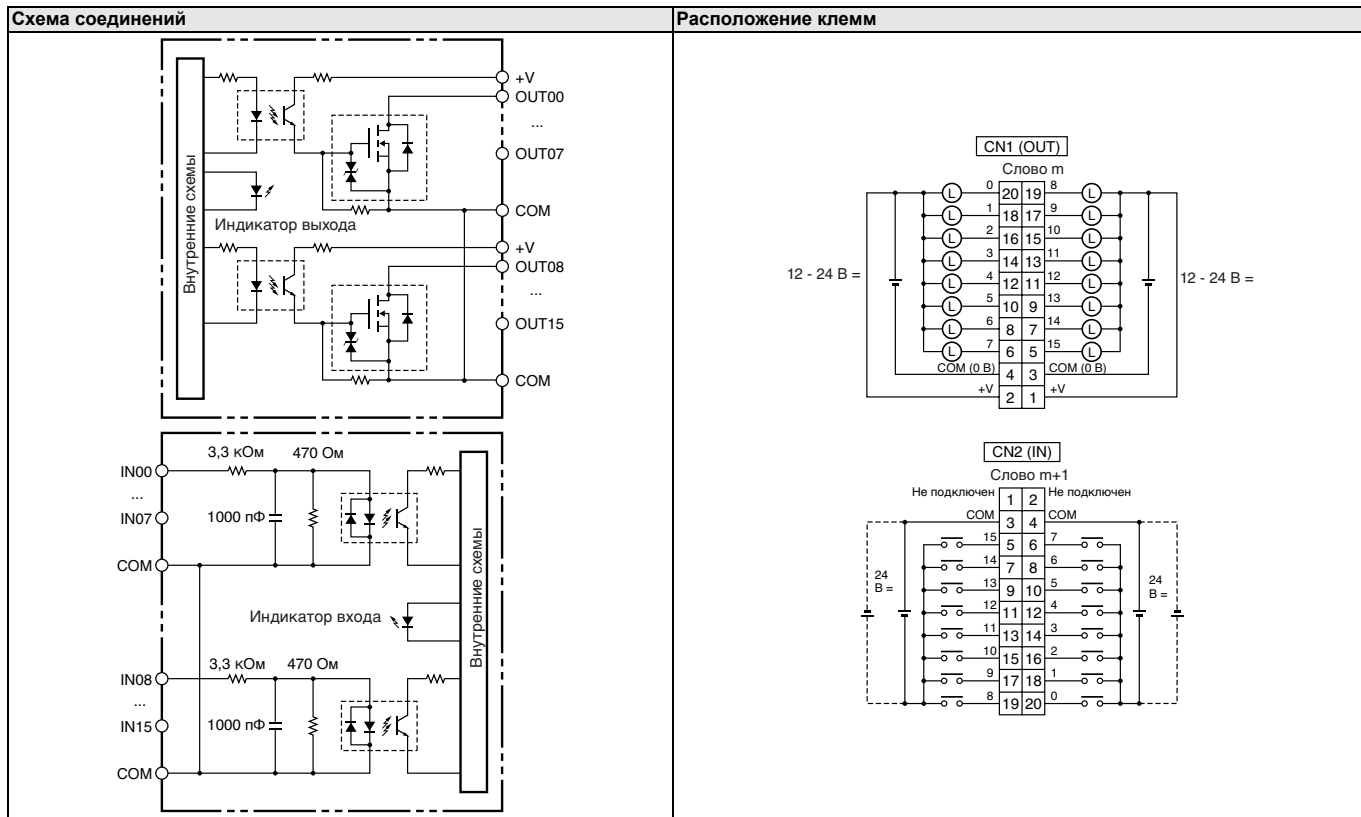 Схема соединений
Расположение клемм
Внутренние схемы
+V
OUT00
...
OUT07
COM
Индикатор выхода
+V
OUT08
...
OUT15
COM
3,3 кОм 470 Ом
IN00
...
IN07
1000 пФ
COM
Индикатор входа
Внутренние схемы
3,3 кОм 470 Ом
IN08
...
IN15
1000 пФ
COM
CN1 (OUT)
Слово m
L 0 20 19 8 L
L 1 18 17 9 L
L 2 16 15 10 L
L 3 14 13 11 L
12 - 24 В =
L 4 12 11 12 L
12 - 24 В =
L 5 10 9 13 L
L 6 8 7 14 L
L 7 6 5 15 L
COM (0 В) 4 3 COM (0 В)
+V 2 1 +V
CN2 (IN)
Слово m+1
Не подключен 1 2 Не подключен
COM 3 4 COM
15 5 6 7
14 7 8 6
24
В =
13 9 10 5
24
В =
12 11 12 4
11 13 14 3
10 15 16 2
9 17 18 1
8 19 20 0